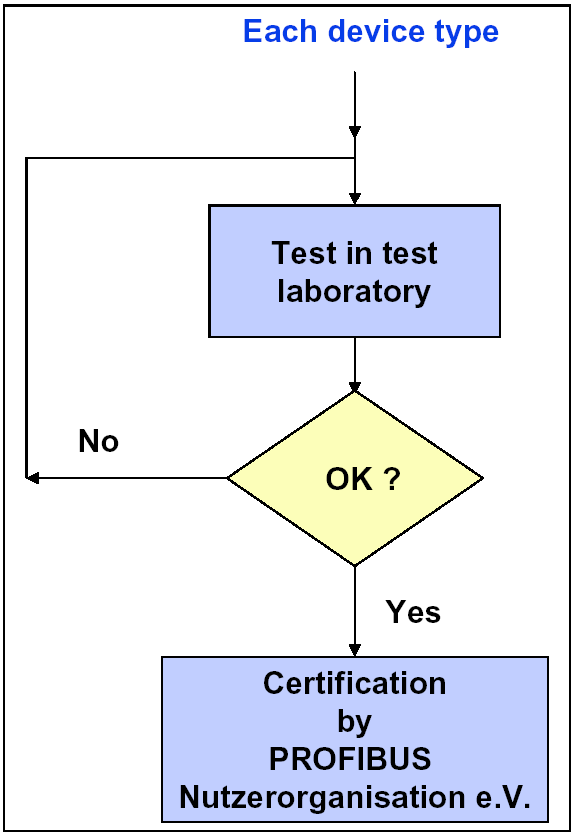 Each device type
Test in test
laboratory
No
OK ?
Yes
Certification
by
PROFIBUS
Nutzerorganisation e.V.